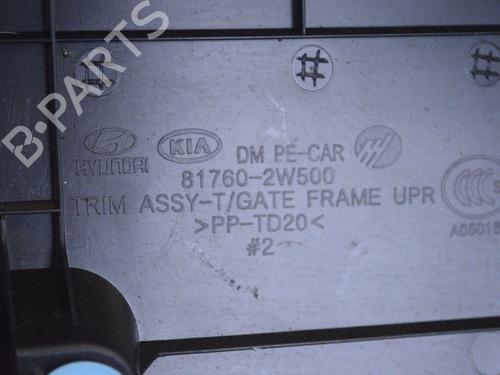 B-PARTS
HYUNDAI KIA DM PE-CAR
81760-2W500
TRIM ASSY-T/GATE FRAME UPR
>PP-TD20<
#2